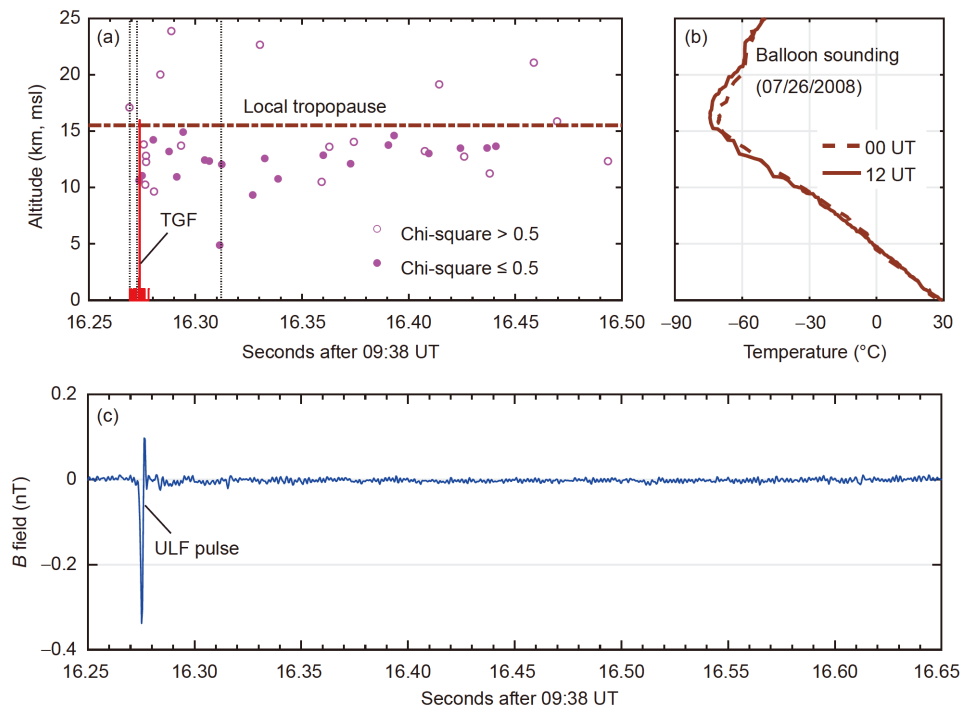 (a)
Altitude (km, msl)
25
20
15
10
5
0
Local tropopause
TGF
Chi-square > 0.5
Chi-square ≤ 0.5
16.25 16.30 16.35 16.40 16.45 16.50
Seconds after 09:38 UT
(b)
Balloon sounding
(07/26/2008)
00 UT
12 UT
−90 −60 −30 0 30
Temperature (°C)
(c)
B field (nT)
0.2
0
−0.2
−0.4
ULF pulse
16.25 16.30 16.35 16.40 16.45 16.50 16.55 16.60 16.65
Seconds after 09:38 UT